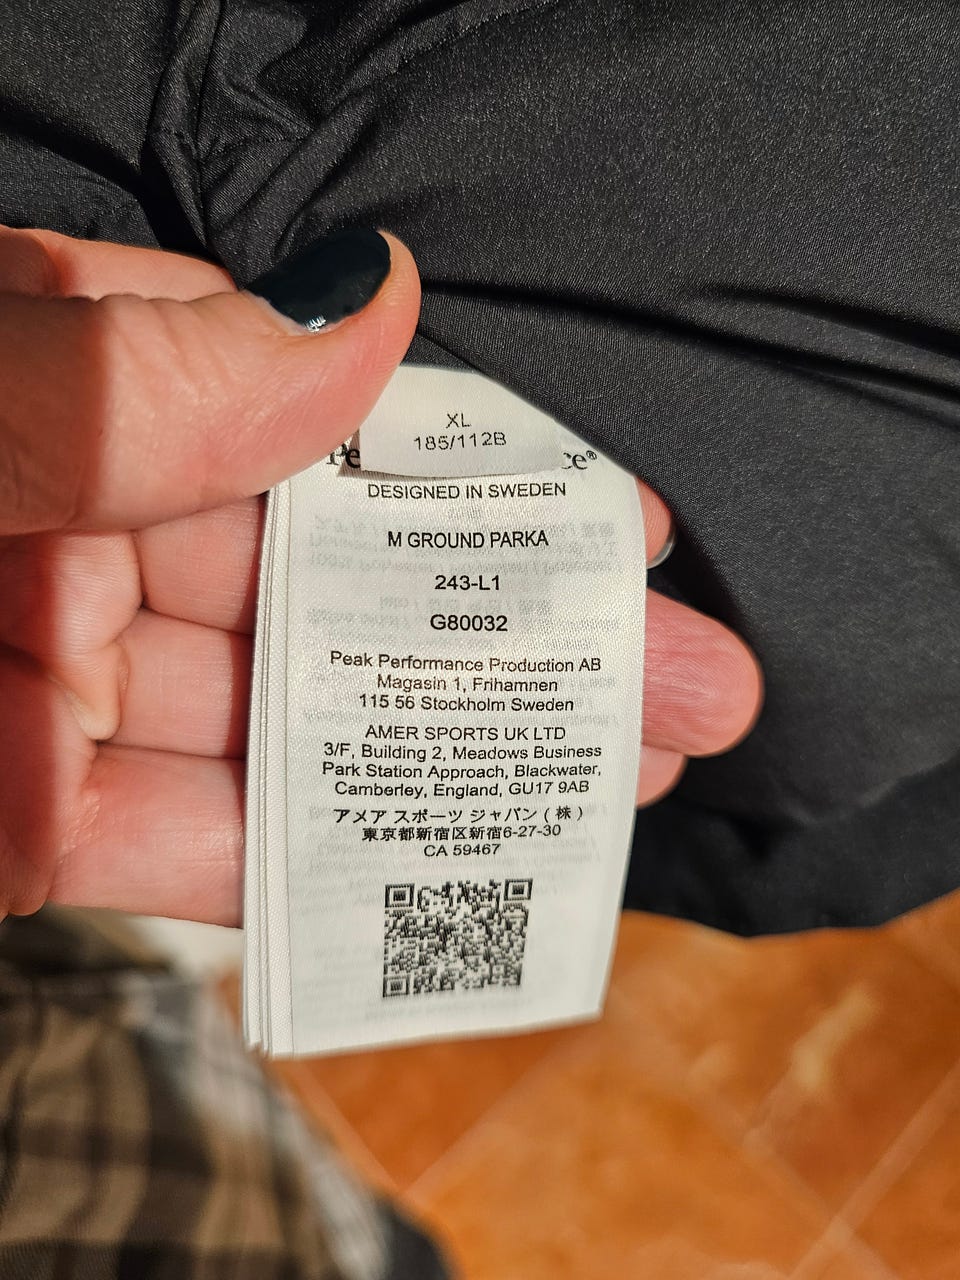 XL
185/112B
Pe ce®
DESIGNED IN SWEDEN
M GROUND PARKA
243-L1
G80032
Peak Performance Production AB
Magasin 1, Frihamnen
115 56 Stockholm Sweden
AMER SPORTS UK LTD
3/F, Building 2, Meadows Business
Park Station Approach, Blackwater,
Camberley, England, GU17 9AB
アメア スポーツ ジャパン ( 株 )
東京都新宿区新宿6-27-30
CA 59467